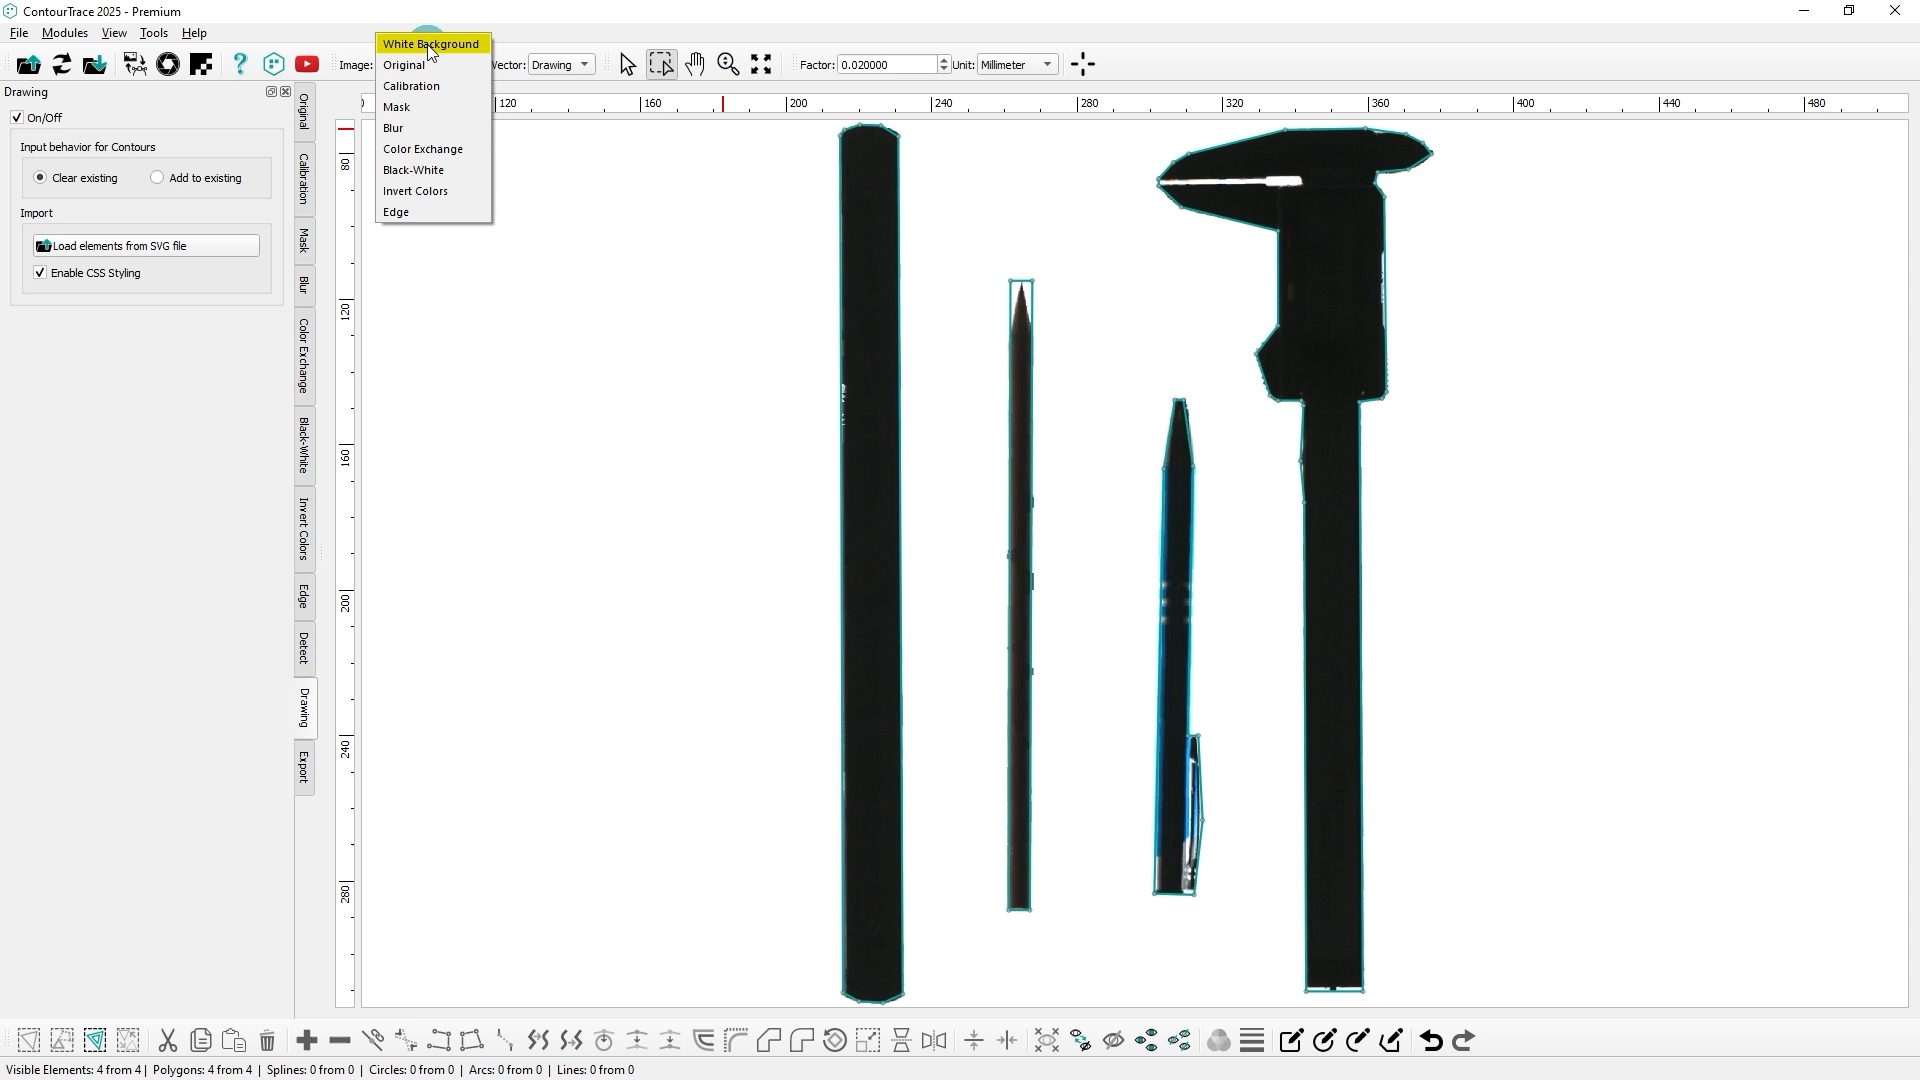 ContourTrace 2025 - Premium
File Modules View Tools Help
Image: Vector: Drawing Factor: 0.020000 Unit: Millimeter
White Background
Original
Calibration
Mask
Blur
Color Exchange
Black-White
Invert Colors
Edge
Drawing
On/Off
Input behavior for Contours
Clear existing Add to existing
Import
Load elements from SVG file
Enable CSS Styling
Original
Calibration
Mask
Blur
Color Exchange
Black-White
Invert Colors
Edge
Detect
Drawing
Export
120 160 200 240 280 320 360 400 440 480
80
120
160
200
240
280
Visible Elements: 4 from 4 | Polygons: 4 from 4 | Splines: 0 from 0 | Circles: 0 from 0 | Arcs: 0 from 0 | Lines: 0 from 0